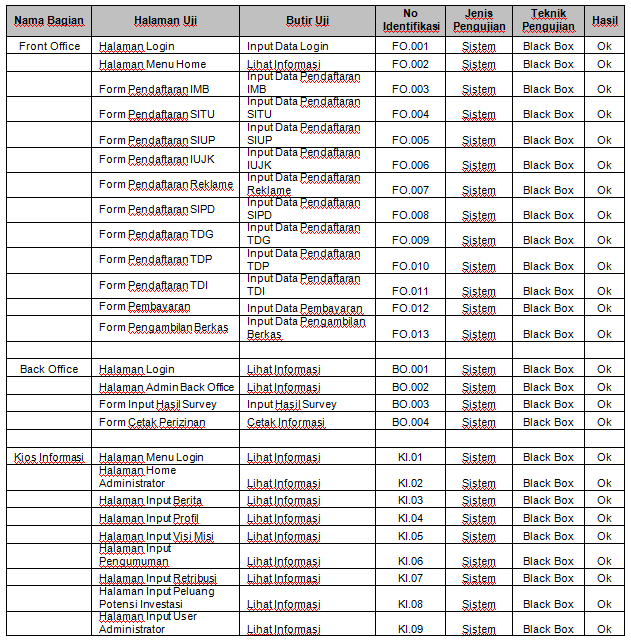 Nama Bagian Halaman Uji Butir Uji No Identifikasi Jenis Pengujian Teknik Pengujian Hasil
Front Office Halaman Login Input Data Login FO.001 Sistem Black Box Ok
Halaman Menu Home Lihat Informasi FO.002 Sistem Black Box Ok
Form Pendaftaran IMB Input Data Pendaftaran IMB FO.003 Sistem Black Box Ok
Form Pendaftaran SITU Input Data Pendaftaran SITU FO.004 Sistem Black Box Ok
Form Pendaftaran SIUP Input Data Pendaftaran SIUP FO.005 Sistem Black Box Ok
Form Pendaftaran IUJK Input Data Pendaftaran IUJK FO.006 Sistem Black Box Ok
Form Pendaftaran Reklame Input Data Pendaftaran Reklame FO.007 Sistem Black Box Ok
Form Pendaftaran SIPD Input Data Pendaftaran SIPD FO.008 Sistem Black Box Ok
Form Pendaftaran TDG Input Data Pendaftaran TDG FO.009 Sistem Black Box Ok
Form Pendaftaran TDP Input Data Pendaftaran TDP FO.010 Sistem Black Box Ok
Form Pendaftaran TDI Input Data Pendaftaran TDI FO.011 Sistem Black Box Ok
Form Pembayaran Input Data Pembayaran FO.012 Sistem Black Box Ok
Form Pengambilan Berkas Input Data Pengambilan Berkas FO.013 Sistem Black Box Ok
Back Office Halaman Login Lihat Informasi BO.001 Sistem Black Box Ok
Halaman Admin Back Office Lihat Informasi BO.002 Sistem Black Box Ok
Form Input Hasil Survey Input Hasil Survey BO.003 Sistem Black Box Ok
Form Cetak Perizinan Cetak Informasi BO.004 Sistem Black Box Ok
Kios Informasi Halaman Menu Login Lihat Informasi KI.01 Sistem Black Box Ok
Halaman Home Administrator Lihat Informasi KI.02 Sistem Black Box Ok
Halaman Input Berita Lihat Informasi KI.03 Sistem Black Box Ok
Halaman Input Profil Lihat Informasi KI.04 Sistem Black Box Ok
Halaman Input Visi Misi Lihat Informasi KI.05 Sistem Black Box Ok
Halaman Input Pengumuman Lihat Informasi KI.06 Sistem Black Box Ok
Halaman Input Retribusi Lihat Informasi KI.07 Sistem Black Box Ok
Halaman Input Peluang Potensi Investasi Lihat Informasi KI.08 Sistem Black Box Ok
Halaman Input User Administrator Lihat Informasi KI.09 Sistem Black Box Ok